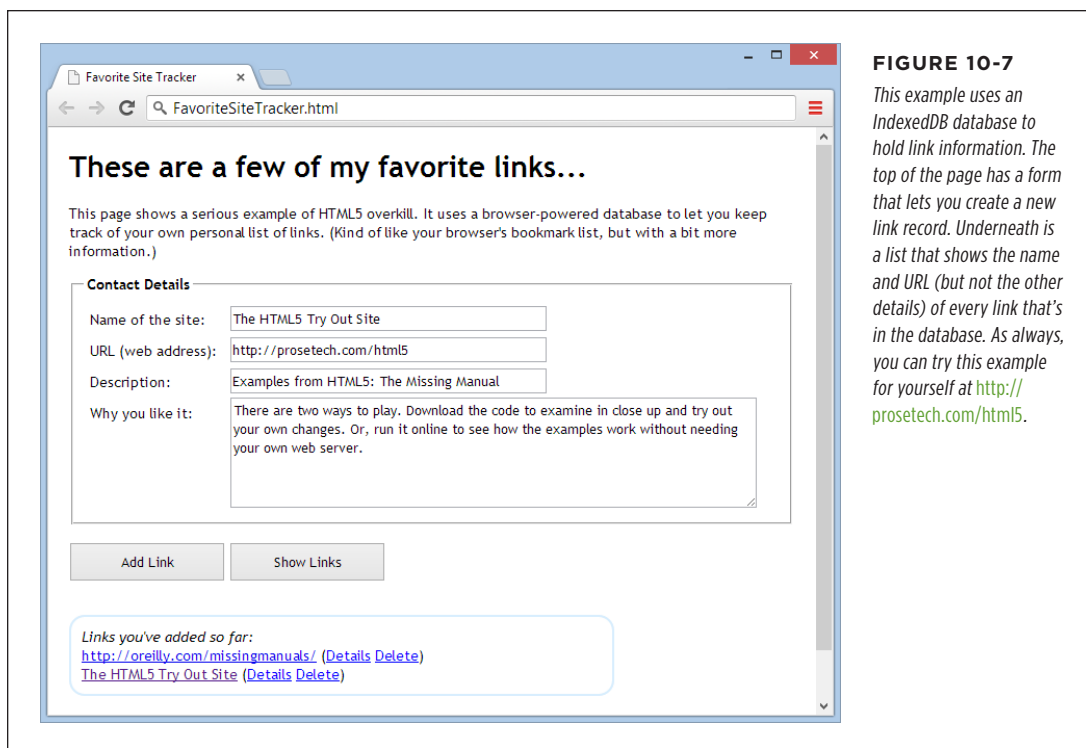 Favorite Site Tracker
FavoriteSiteTracker.html
These are a few of my favorite links...
This page shows a serious example of HTML5 overkill. It uses a browser-powered database to let you keep
track of your own personal list of links. (Kind of like your browser's bookmark list, but with a bit more
information.)
Contact Details
Name of the site: The HTML5 Try Out Site
URL (web address): http://prosetech.com/html5
Description: Examples from HTML5: The Missing Manual
Why you like it: There are two ways to play. Download the code to examine in close up and try out
your own changes. Or, run it online to see how the examples work without needing
your own web server.
Add Link Show Links
Links you've added so far:
http://oreilly.com/missingmanuals/ (Details Delete)
The HTML5 Try Out Site (Details Delete)
FIGURE 10-7
This example uses an
IndexedDB database to
hold link information. The
top of the page has a form
that lets you create a new
link record. Underneath is
a list that shows the name
and URL (but not the other
details) of every link that's
in the database. As always,
you can try this example
for yourself at http://
prosetech.com/html5.